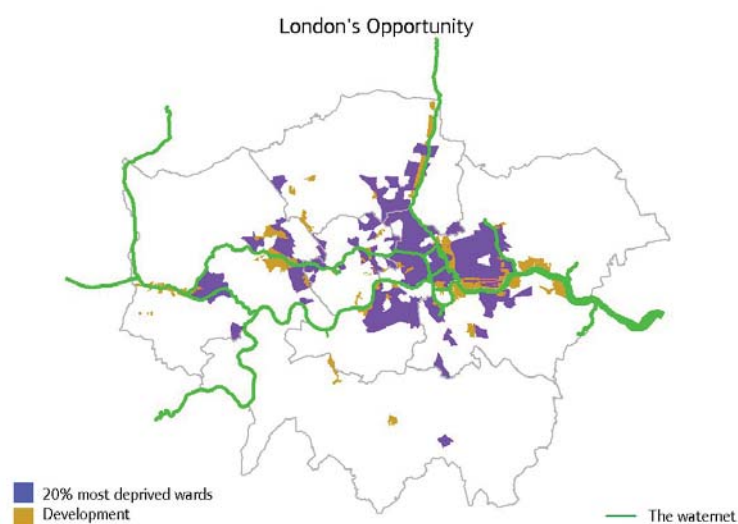 London's Opportunity
20% most deprived wards
Development
The waternet